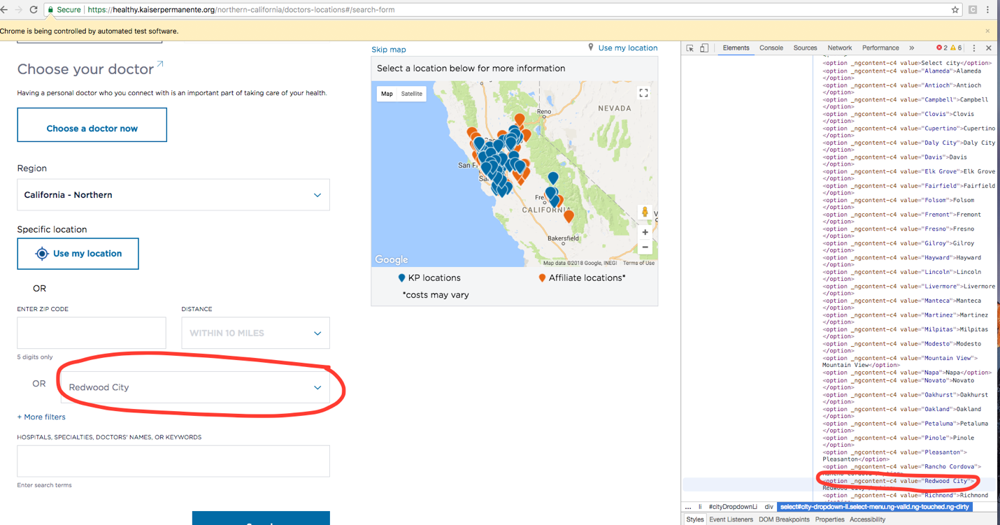 Secure | https://healthy.kaiserpermanente.org/northern-california/doctors-locations#/search-form
C
Chrome is being controlled by automated test software.
Choose your doctor
Having a personal doctor who you connect with is an important part of taking care of your health.
Choose a doctor now
Region
California - Northern
Specific location
Use my location
OR
ENTER ZIP CODE
DISTANCE
WITHIN 10 MILES
5 digits only
OR
Redwood City
+ More filters
HOSPITALS, SPECIALTIES, DOCTORS' NAMES, OR KEYWORDS
Enter search terms
Skip map
Use my location
Select a location below for more information
Map
Satellite
Reno
NEVADA
San
Fre
CALIFORNIA
Bakersfield
Google
Map data ©2018 Google, INEGI
Terms of Use
KP locations
Affiliate locations*
*costs may vary
Elements Console Sources Network Performance » 2 6
<option _ngcontent-c4 value>Select city</option>
<option _ngcontent-c4 value="Alameda">Alameda
</option>
<option _ngcontent-c4 value="Antioch">Antioch
</option>
<option _ngcontent-c4 value="Campbell">Campbell
</option>
<option _ngcontent-c4 value="Clovis">Clovis
</option>
<option _ngcontent-c4 value="Cupertino">Cupertino
</option>
<option _ngcontent-c4 value="Daly City">Daly City
</option>
<option _ngcontent-c4 value="Davis">Davis
</option>
<option _ngcontent-c4 value="Elk Grove">Elk Grove
</option>
<option _ngcontent-c4 value="Fairfield">Fairfield
</option>
<option _ngcontent-c4 value="Folsom">Folsom
</option>
<option _ngcontent-c4 value="Fremont">Fremont
</option>
<option _ngcontent-c4 value="Fresno">Fresno
</option>
<option _ngcontent-c4 value="Gilroy">Gilroy
</option>
<option _ngcontent-c4 value="Hayward">Hayward
</option>
<option _ngcontent-c4 value="Lincoln">Lincoln
</option>
<option _ngcontent-c4 value="Livermore">Livermore
</option>
<option _ngcontent-c4 value="Manteca">Manteca
</option>
<option _ngcontent-c4 value="Martinez">Martinez
</option>
<option _ngcontent-c4 value="Milpitas">Milpitas
</option>
<option _ngcontent-c4 value="Modesto">Modesto
</option>
<option _ngcontent-c4 value="Mountain View">
Mountain View</option>
<option _ngcontent-c4 value="Napa">Napa</option>
<option _ngcontent-c4 value="Novato">Novato
</option>
<option _ngcontent-c4 value="Oakhurst">Oakhurst
</option>
<option _ngcontent-c4 value="Oakland">Oakland
</option>
<option _ngcontent-c4 value="Petaluma">Petaluma
</option>
<option _ngcontent-c4 value="Pinole">Pinole
</option>
<option _ngcontent-c4 value="Pleasanton">
Pleasanton</option>
<option _ngcontent-c4 value="Rancho Cordova">
<option _ngcontent-c4 value="Redwood City">
<option _ngcontent-c4 value="Richmond">Richmond
... li #cityDropdownLi div select#city-dropdown-li.select-menu.ng-valid.ng-touched.ng-dirty
Styles Event Listeners DOM Breakpoints Properties Accessibility